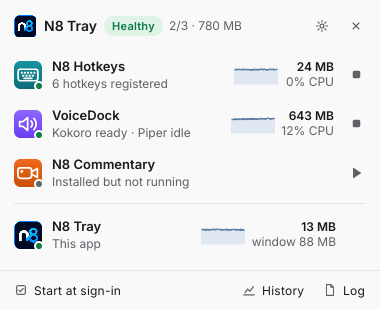 n8 N8 Tray Healthy 2/3 · 780 MB
N8 Hotkeys 24 MB
6 hotkeys registered 0% CPU
VoiceDock 643 MB
Kokoro ready · Piper idle 12% CPU
N8 Commentary
Installed but not running
n8 N8 Tray 13 MB
This app window 88 MB
Start at sign-in History Log